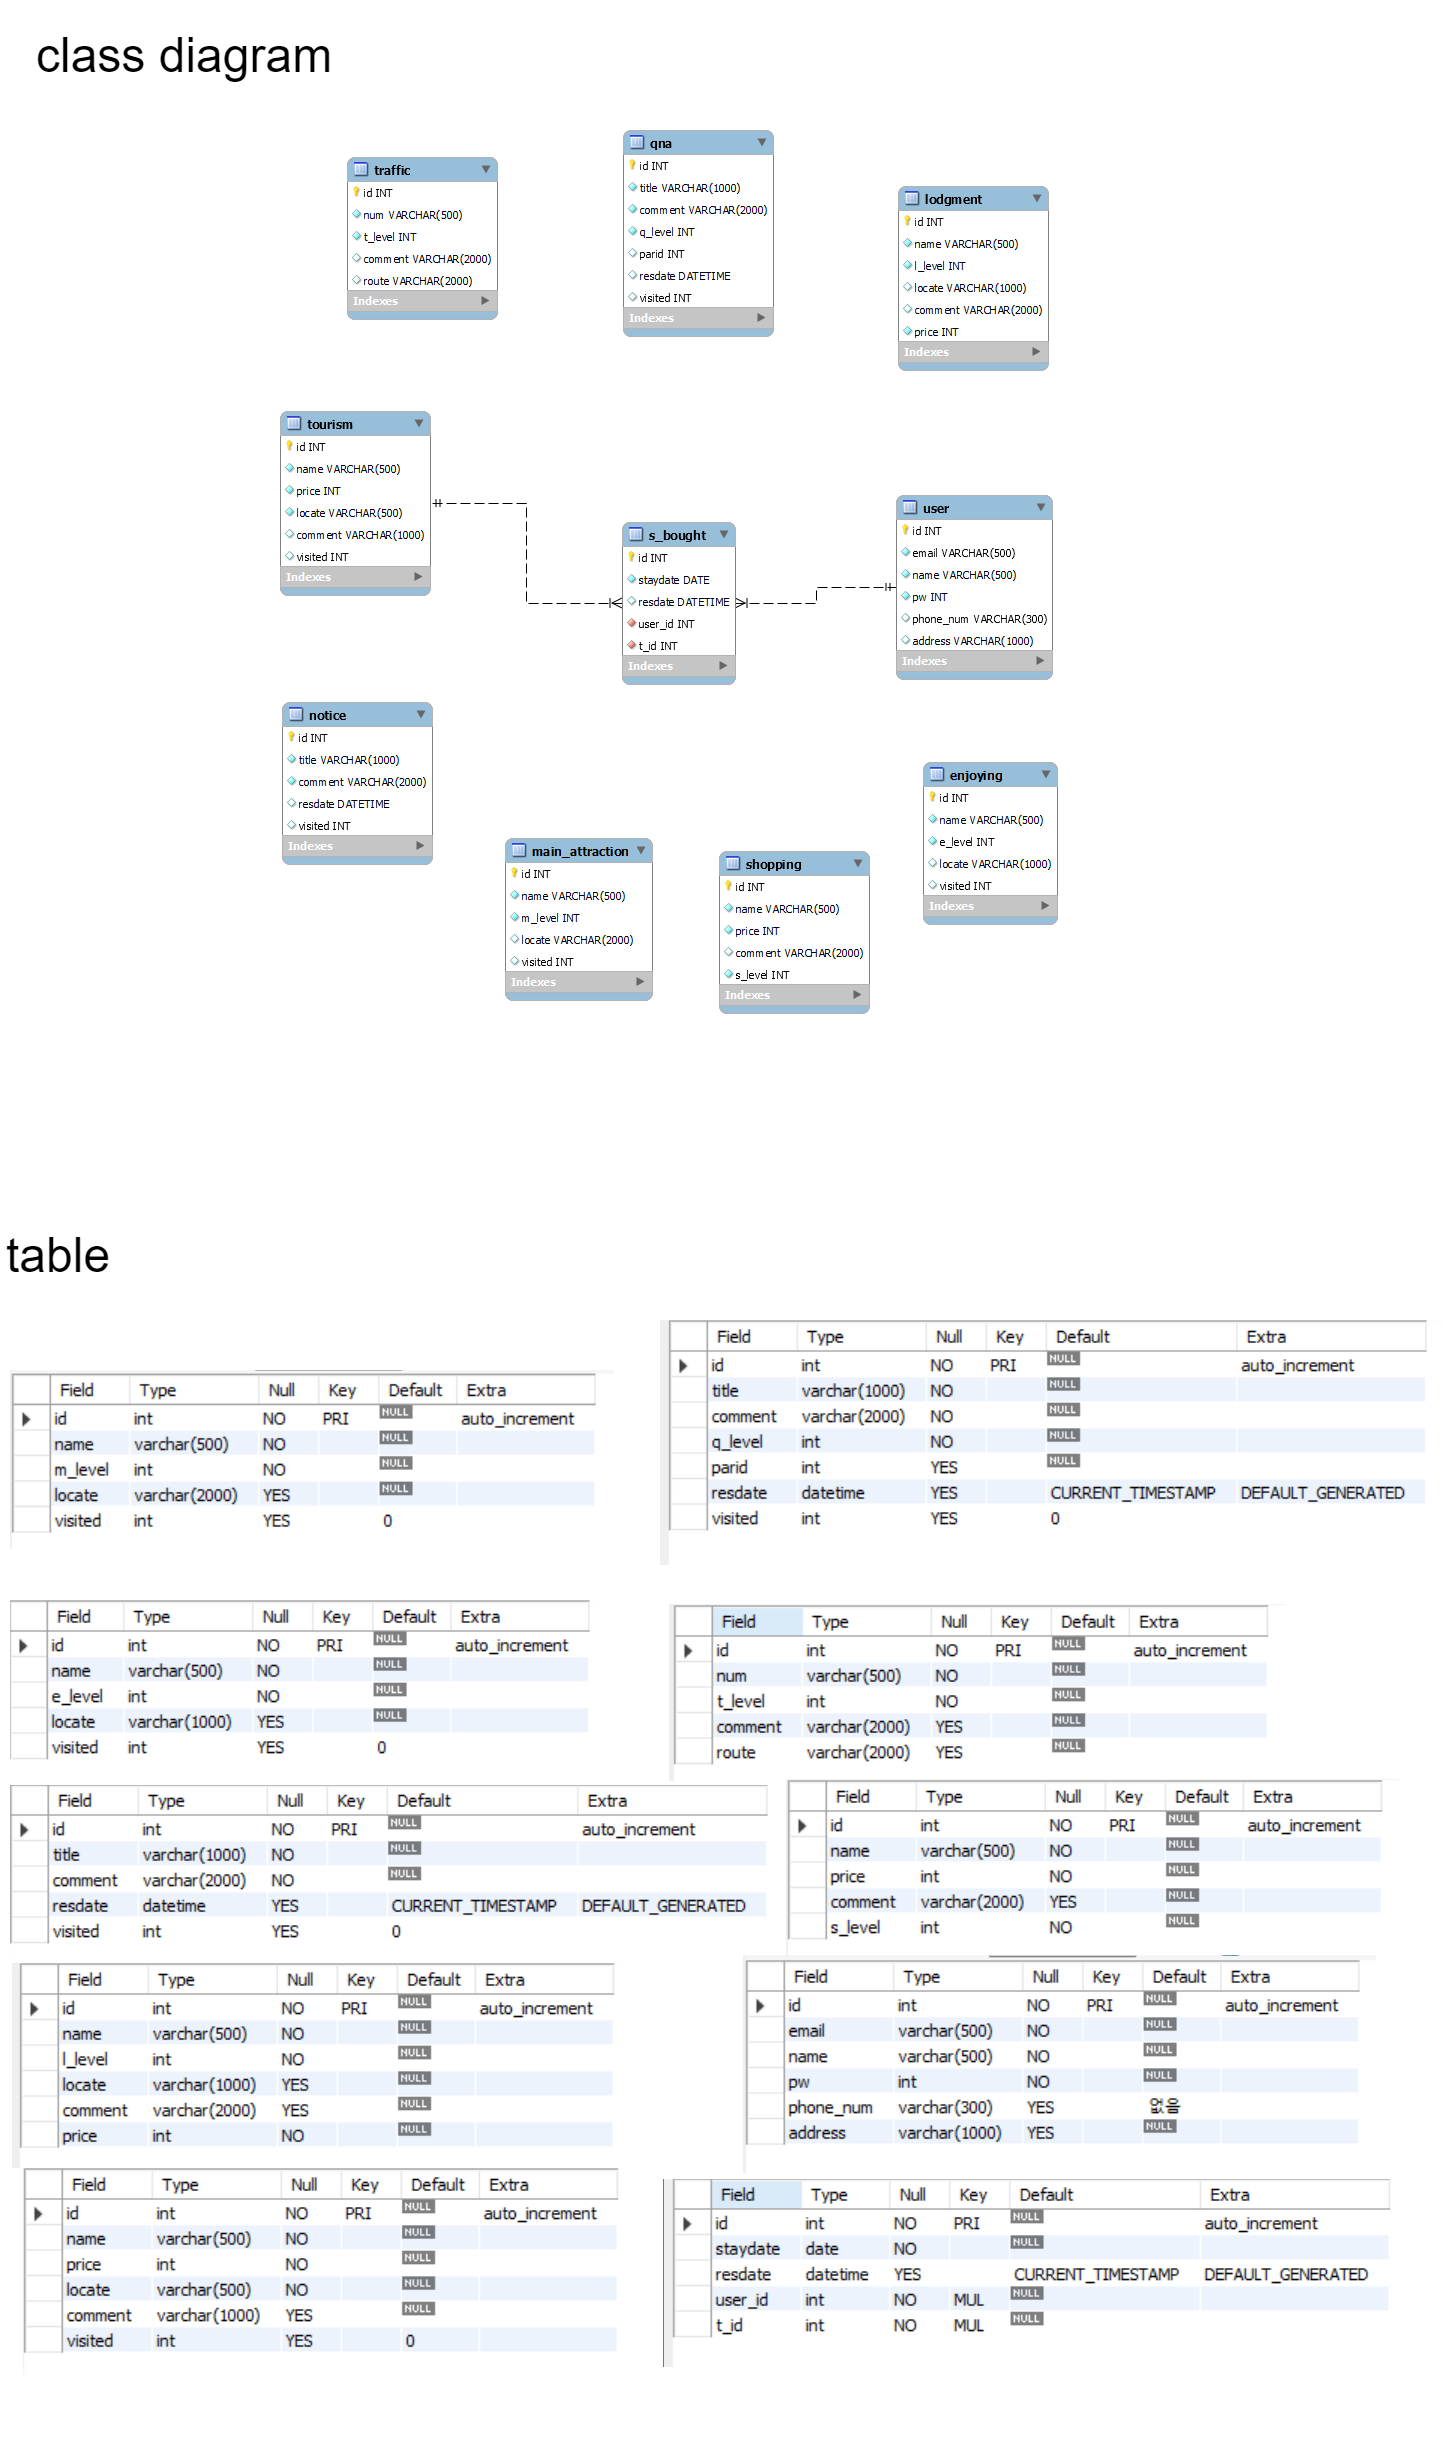 class diagram
traffic
id INT
num VARCHAR(500)
t_level INT
comment VARCHAR(2000)
route VARCHAR(2000)
Indexes
qna
id INT
title VARCHAR(1000)
comment VARCHAR(2000)
q_level INT
parid INT
resdate DATETIME
visited INT
Indexes
lodgment
id INT
name VARCHAR(500)
l_level INT
locate VARCHAR(1000)
comment VARCHAR(2000)
price INT
Indexes
tourism
id INT
name VARCHAR(500)
price INT
locate VARCHAR(500)
comment VARCHAR(1000)
visited INT
Indexes
s_bought
id INT
staydate DATE
resdate DATETIME
user_id INT
t_id INT
Indexes
user
id INT
email VARCHAR(500)
name VARCHAR(500)
pw INT
phone_num VARCHAR(300)
address VARCHAR(1000)
Indexes
notice
id INT
title VARCHAR(1000)
comment VARCHAR(2000)
resdate DATETIME
visited INT
Indexes
main_attraction
id INT
name VARCHAR(500)
m_level INT
locate VARCHAR(2000)
visited INT
Indexes
shopping
id INT
name VARCHAR(500)
price INT
comment VARCHAR(2000)
s_level INT
Indexes
enjoying
id INT
name VARCHAR(500)
e_level INT
locate VARCHAR(1000)
visited INT
Indexes
table
Field Type Null Key Default Extra
id int NO PRI NULL auto_increment
name varchar(500) NO NULL
m_level int NO NULL
locate varchar(2000) YES NULL
visited int YES 0
Field Type Null Key Default Extra
id int NO PRI NULL auto_increment
title varchar(1000) NO NULL
comment varchar(2000) NO NULL
q_level int NO NULL
parid int YES NULL
resdate datetime YES CURRENT_TIMESTAMP DEFAULT_GENERATED
visited int YES 0
Field Type Null Key Default Extra
id int NO PRI NULL auto_increment
name varchar(500) NO NULL
e_level int NO NULL
locate varchar(1000) YES NULL
visited int YES 0
Field Type Null Key Default Extra
id int NO PRI NULL auto_increment
num varchar(500) NO NULL
t_level int NO NULL
comment varchar(2000) YES NULL
route varchar(2000) YES NULL
Field Type Null Key Default Extra
id int NO PRI NULL auto_increment
title varchar(1000) NO NULL
comment varchar(2000) NO NULL
resdate datetime YES CURRENT_TIMESTAMP DEFAULT_GENERATED
visited int YES 0
Field Type Null Key Default Extra
id int NO PRI NULL auto_increment
name varchar(500) NO NULL
price int NO NULL
comment varchar(2000) YES NULL
s_level int NO NULL
Field Type Null Key Default Extra
id int NO PRI NULL auto_increment
name varchar(500) NO NULL
l_level int NO NULL
locate varchar(1000) YES NULL
comment varchar(2000) YES NULL
price int NO NULL
Field Type Null Key Default Extra
id int NO PRI NULL auto_increment
email varchar(500) NO NULL
name varchar(500) NO NULL
pw int NO NULL
phone_num varchar(300) YES 없음
address varchar(1000) YES NULL
Field Type Null Key Default Extra
id int NO PRI NULL auto_increment
name varchar(500) NO NULL
price int NO NULL
locate varchar(500) NO NULL
comment varchar(1000) YES NULL
visited int YES 0
Field Type Null Key Default Extra
id int NO PRI NULL auto_increment
staydate date NO NULL
resdate datetime YES CURRENT_TIMESTAMP DEFAULT_GENERATED
user_id int NO MUL NULL
t_id int NO MUL NULL